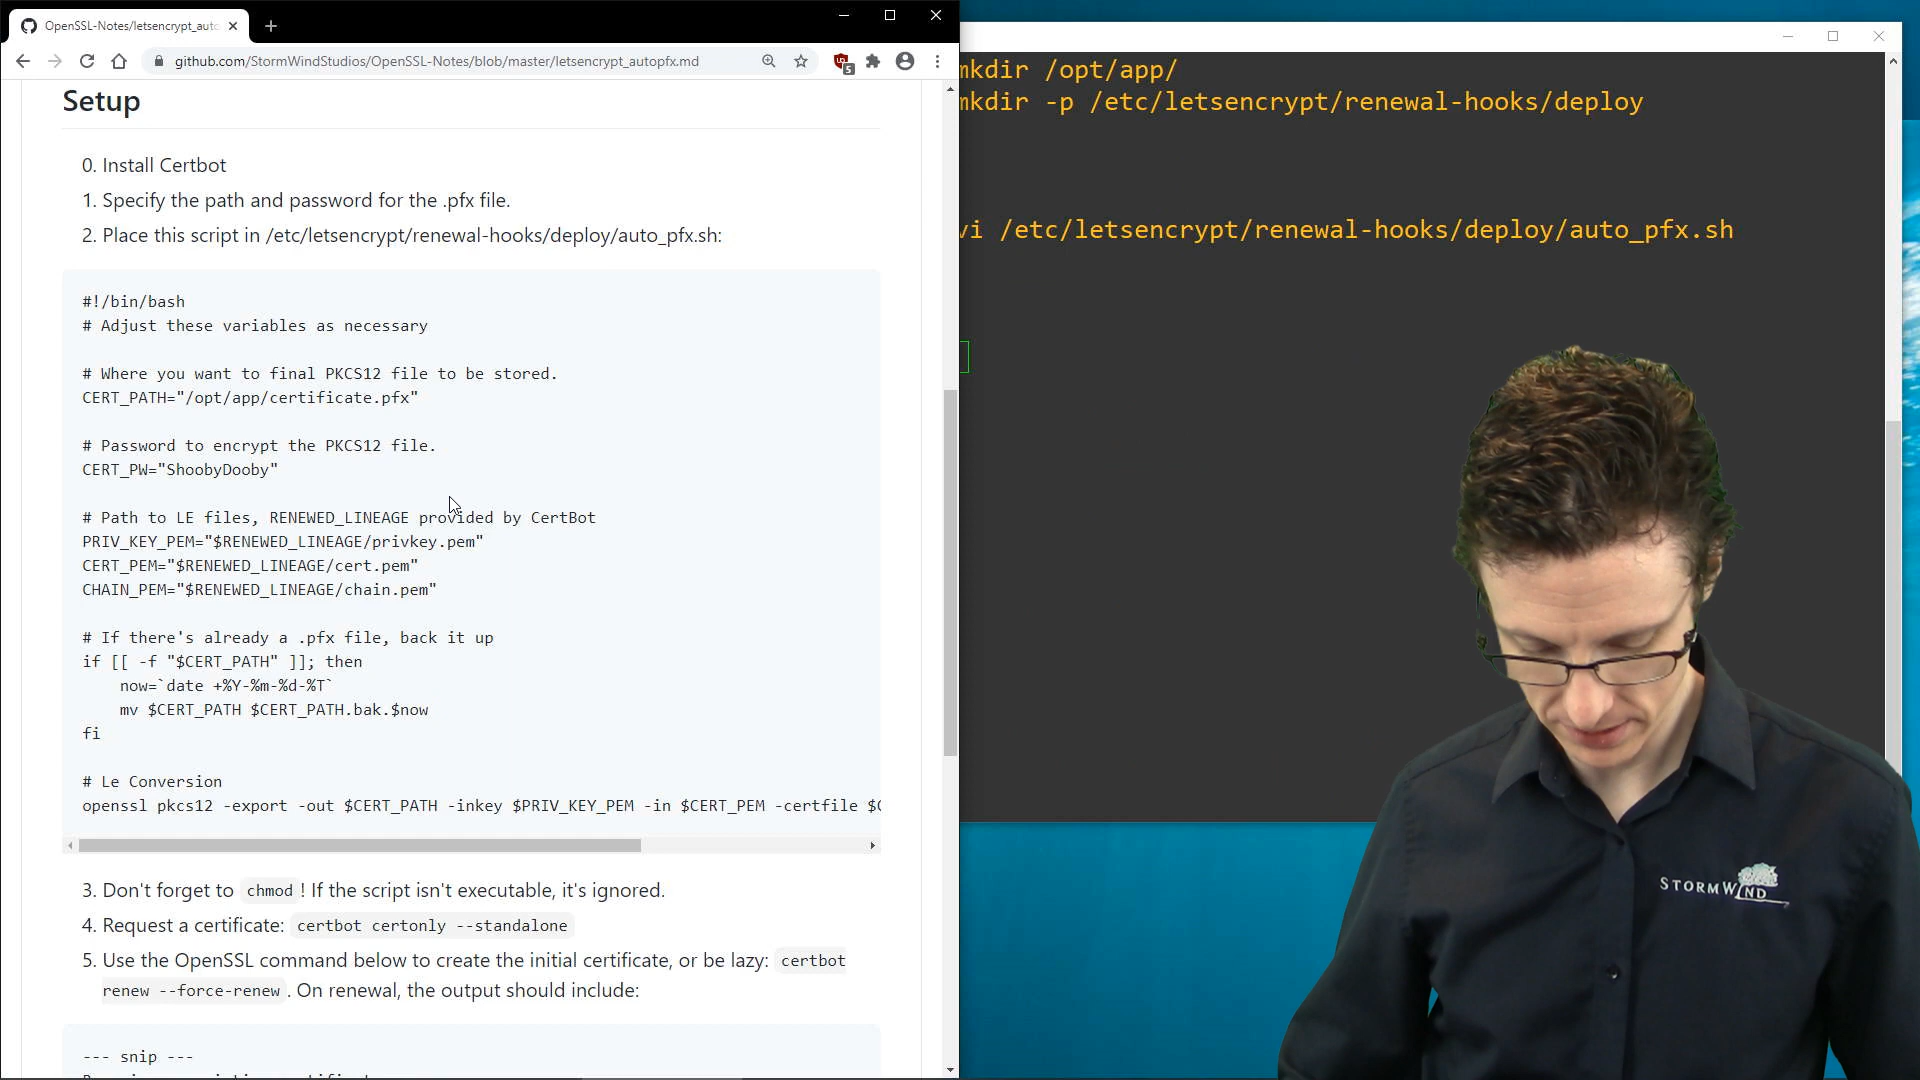 OpenSSL-Notes/letsencrypt_auto
github.com/StormWindStudios/OpenSSL-Notes/blob/master/letsencrypt_autopfx.md
5
Setup
0. Install Certbot
1. Specify the path and password for the .pfx file.
2. Place this script in /etc/letsencrypt/renewal-hooks/deploy/auto_pfx.sh:
#!/bin/bash
# Adjust these variables as necessary
# Where you want to final PKCS12 file to be stored.
CERT_PATH="/opt/app/certificate.pfx"
# Password to encrypt the PKCS12 file.
CERT_PW="ShoobyDooby"
# Path to LE files, RENEWED_LINEAGE provided by CertBot
PRIV_KEY_PEM="$RENEWED_LINEAGE/privkey.pem"
CERT_PEM="$RENEWED_LINEAGE/cert.pem"
CHAIN_PEM="$RENEWED_LINEAGE/chain.pem"
# If there's already a .pfx file, back it up
if [[ -f "$CERT_PATH" ]]; then
now=`date +%Y-%m-%d-%T`
mv $CERT_PATH $CERT_PATH.bak.$now
fi
# Le Conversion
openssl pkcs12 -export -out $CERT_PATH -inkey $PRIV_KEY_PEM -in $CERT_PEM -certfile $C
3. Don't forget to chmod! If the script isn't executable, it's ignored.
4. Request a certificate: certbot certonly --standalone
5. Use the OpenSSL command below to create the initial certificate, or be lazy: certbot
renew --force-renew. On renewal, the output should include:
--- snip ---
mkdir /opt/app/
mkdir -p /etc/letsencrypt/renewal-hooks/deploy
vi /etc/letsencrypt/renewal-hooks/deploy/auto_pfx.sh
STORMWIND